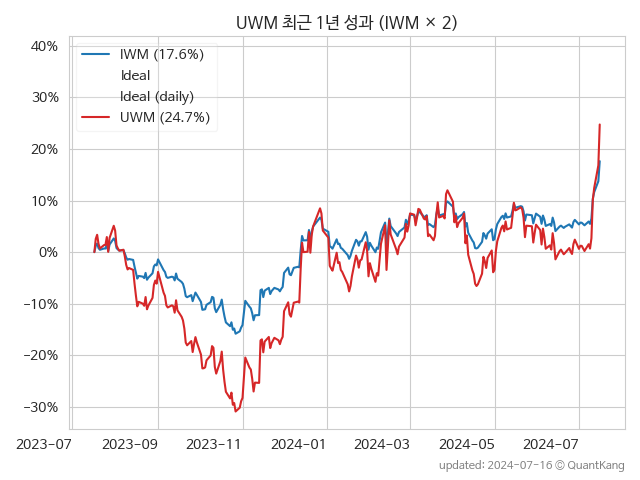 UWM 최근 1년 성과 (IWM × 2)
40%
30%
20%
10%
0%
−10%
−20%
−30%
IWM (17.6%)
Ideal
Ideal (daily)
UWM (24.7%)
2023-07
2023-09
2023-11
2024-01
2024-03
2024-05
2024-07
updated: 2024-07-16 © QuantKang